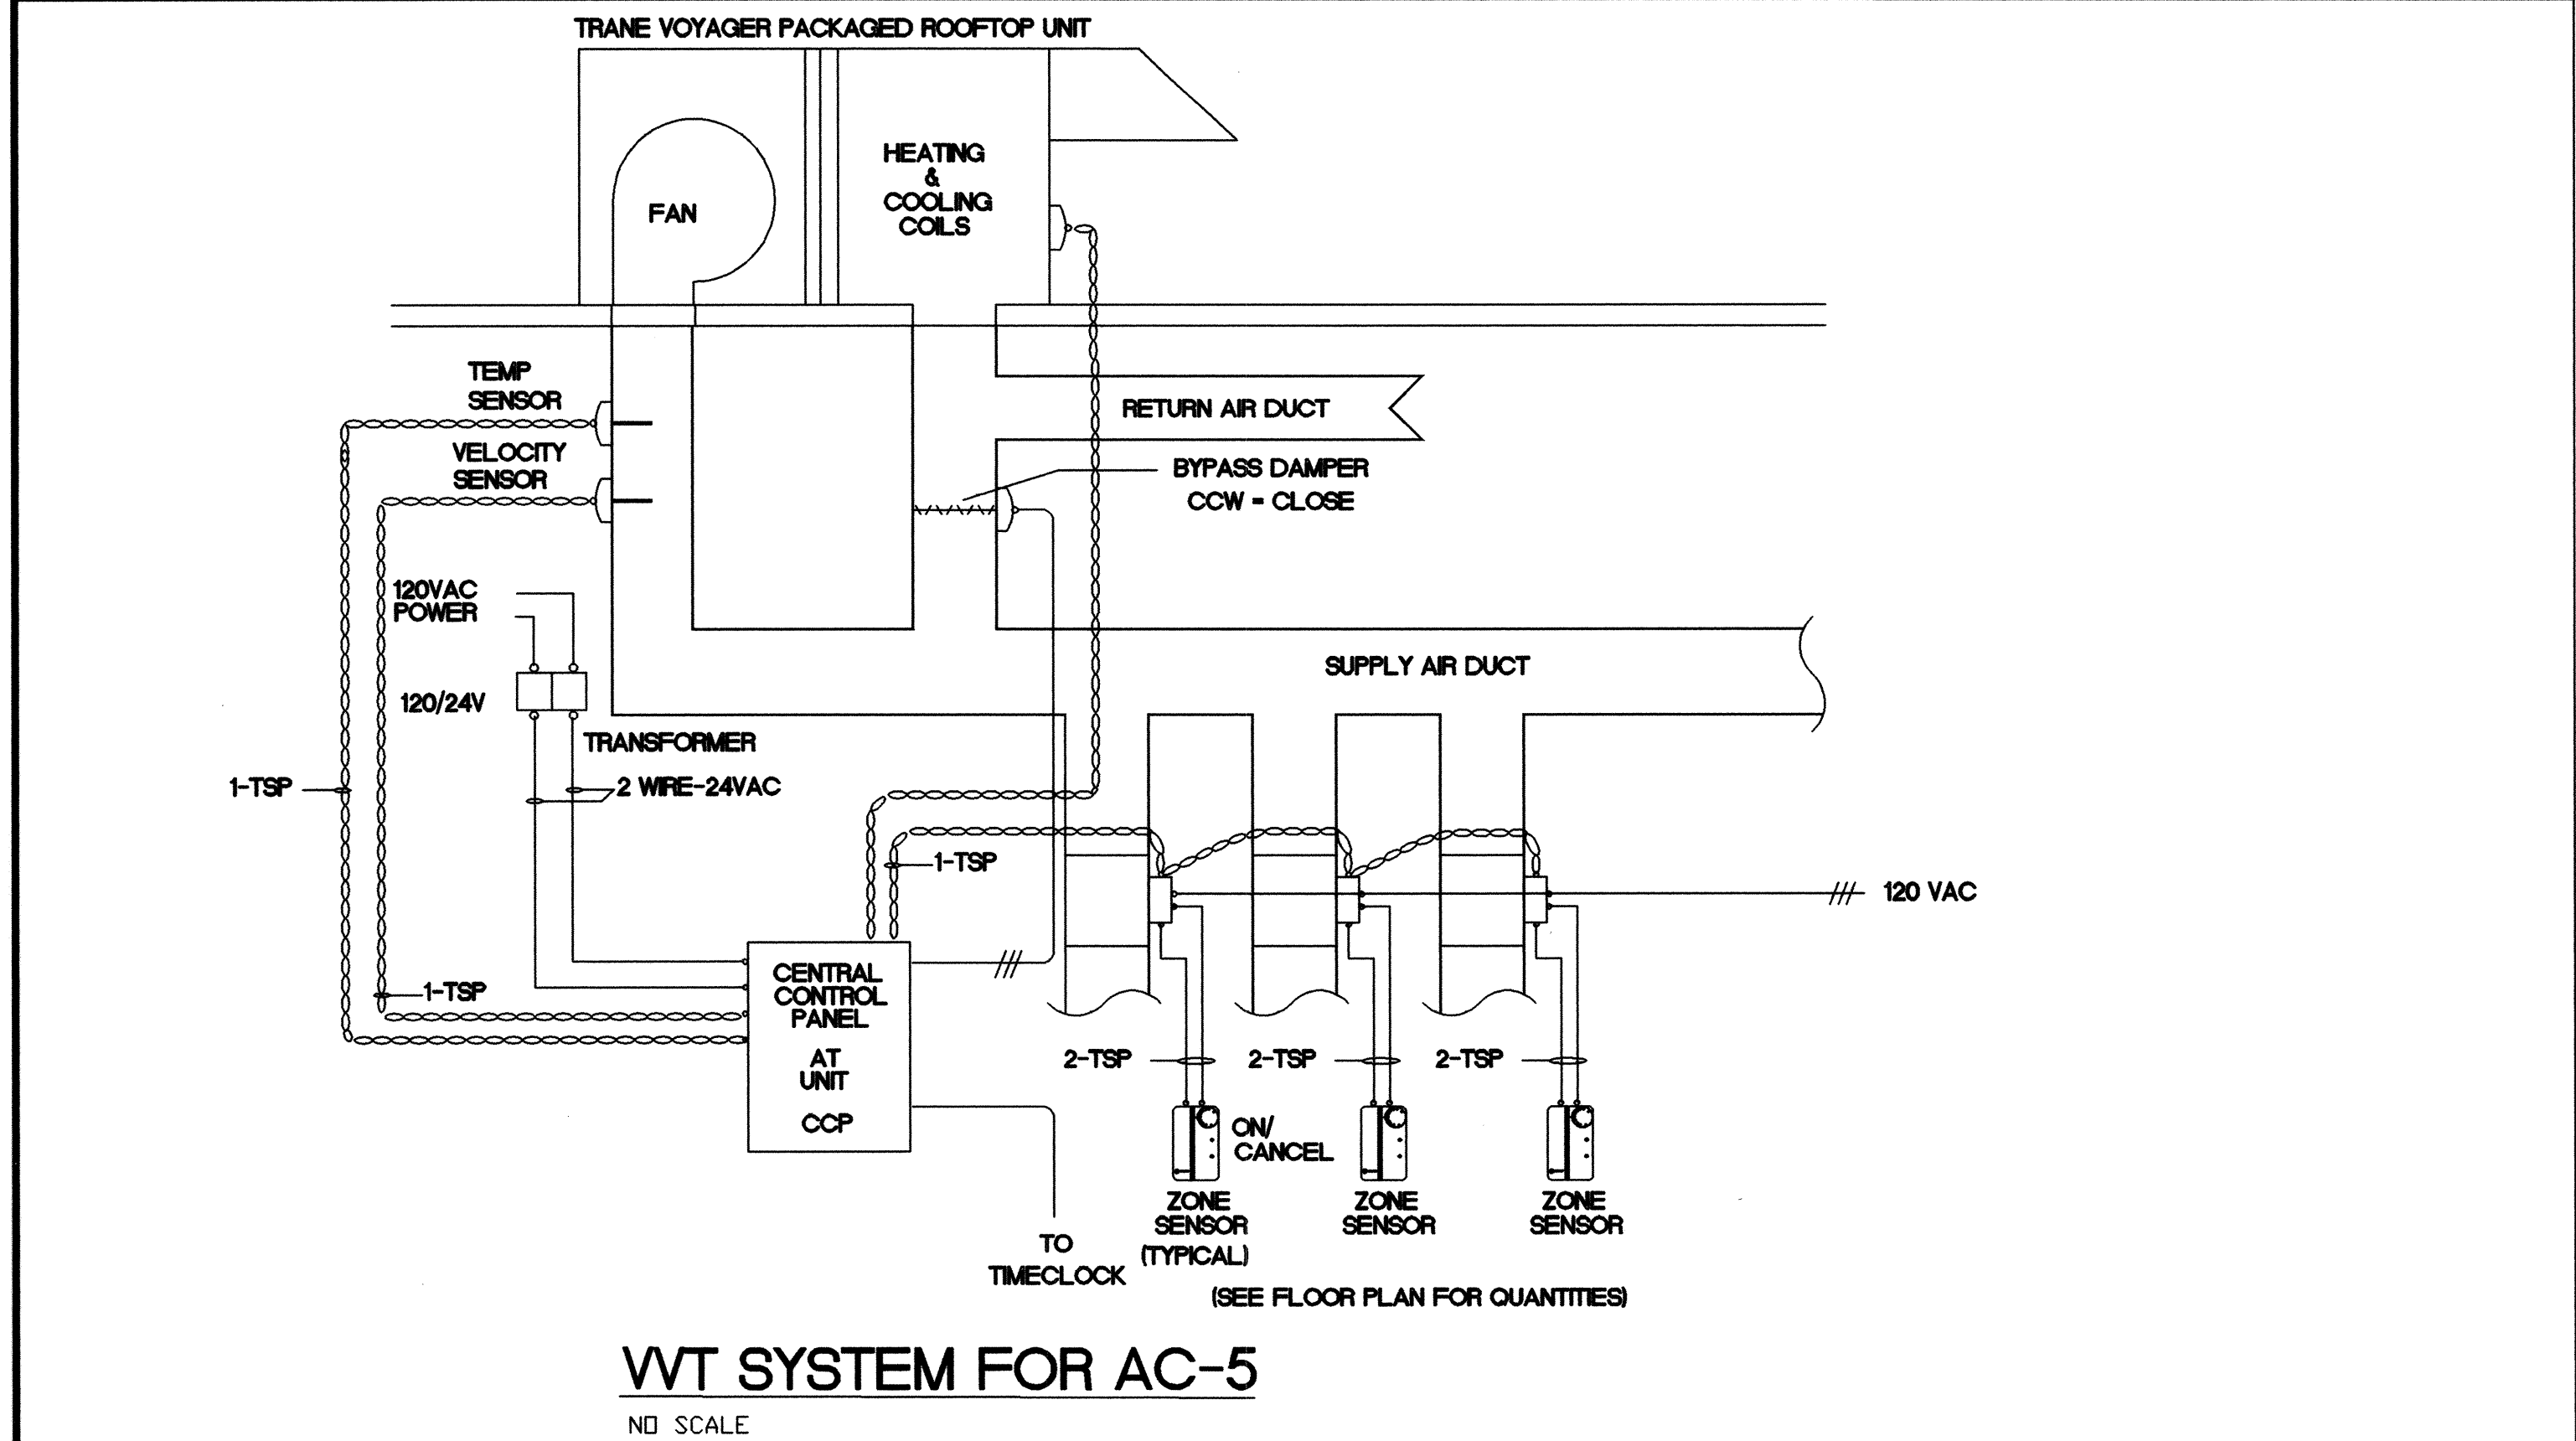 TRANE VOYAGER PACKAGED ROOFTOP UNIT
HEATING
&
COOLING
COILS
FAN
TEMP
SENSOR
VELOCITY
SENSOR
RETURN AIR DUCT
BYPASS DAMPER
CCW = CLOSE
120VAC
POWER
120/24V
TRANSFORMER
SUPPLY AIR DUCT
1-TSP
2 WIRE-24VAC
1-TSP
120 VAC
1-TSP
CENTRAL
CONTROL
PANEL
AT
UNIT
CCP
2-TSP
2-TSP
2-TSP
ON/
CANCEL
ZONE
SENSOR
(TYPICAL)
ZONE
SENSOR
ZONE
SENSOR
TO
TIMECLOCK
(SEE FLOOR PLAN FOR QUANTITIES)
VVT SYSTEM FOR AC-5
NO SCALE